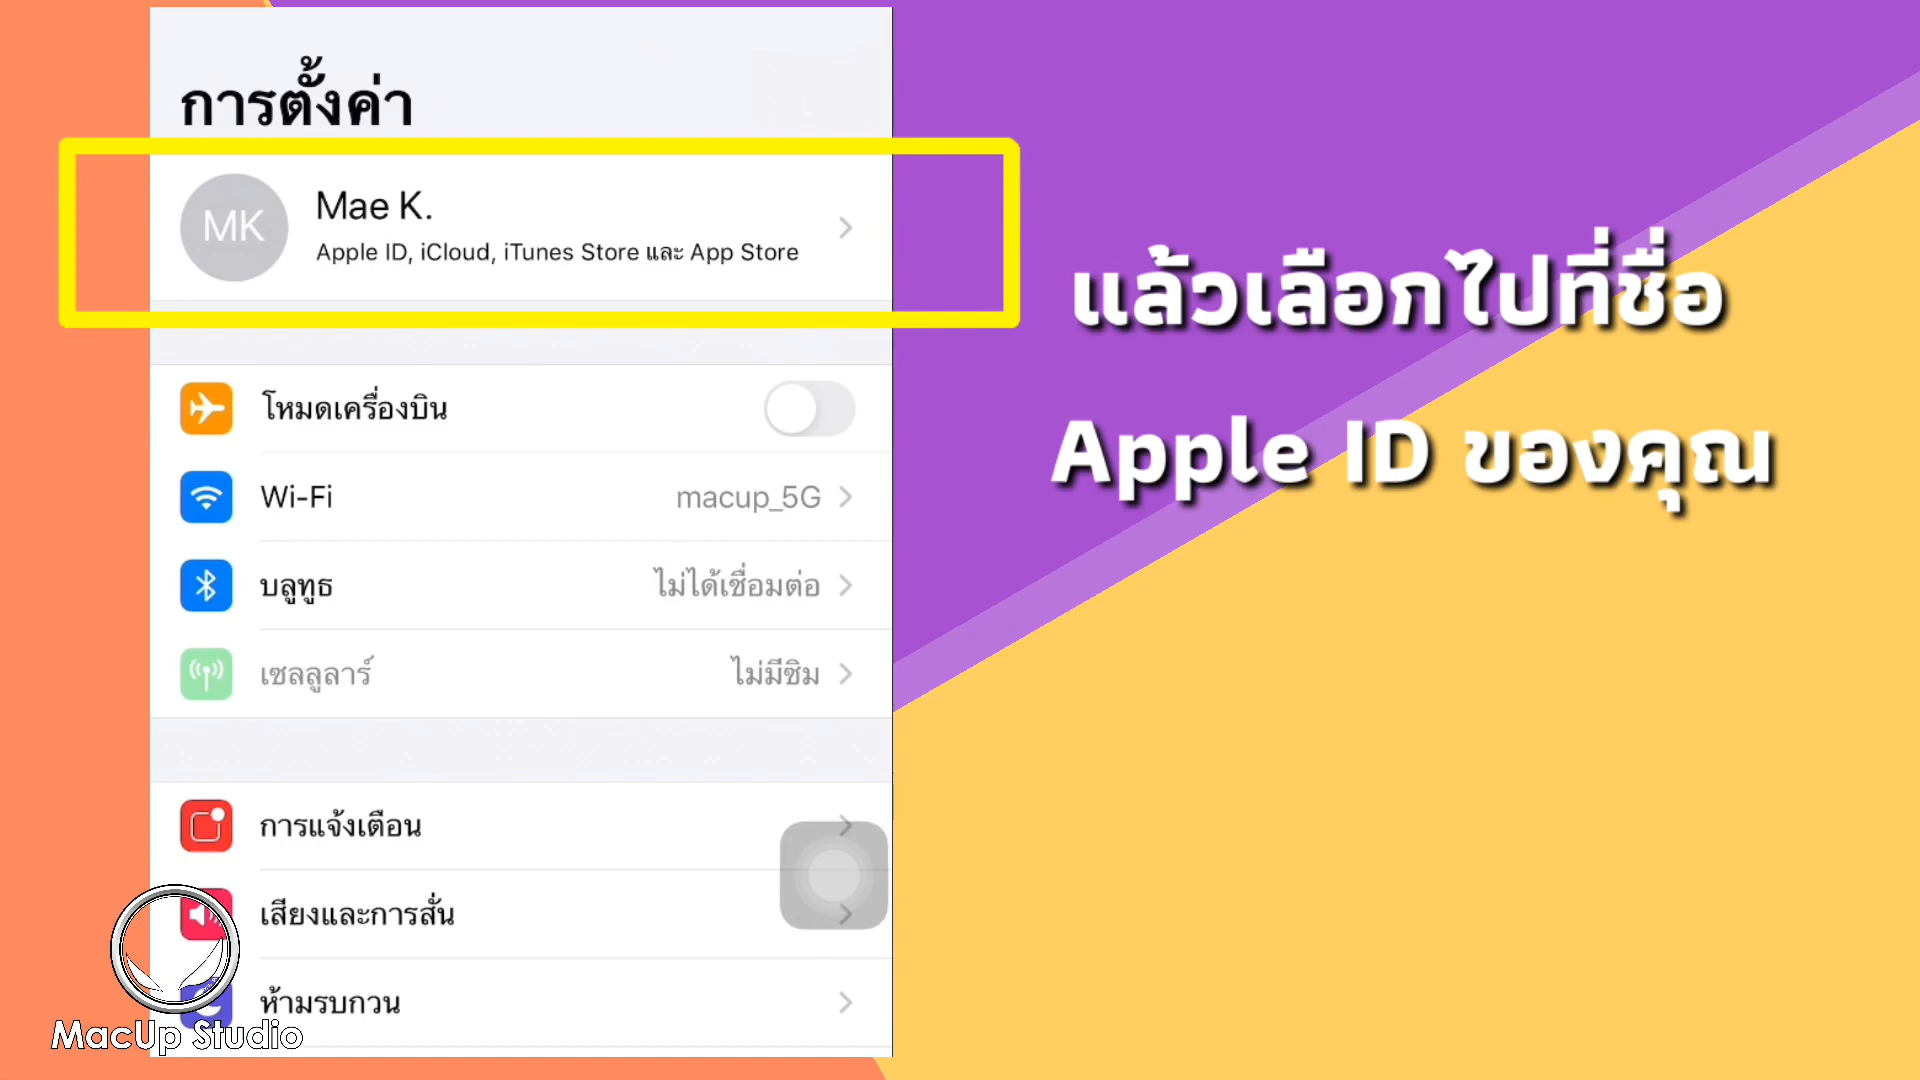 การตั้งค่า
MK
Mae K.
Apple ID, iCloud, iTunes Store และ App Store
แล้วเลือกไปที่ชื่อ
Apple ID ของคุณ
โหมดเครื่องบิน
Wi-Fi macup_5G
บลูทูธ ไม่ได้เชื่อมต่อ
เซลลูลาร์ ไม่มีซิม
การแจ้งเตือน
เสียงและการสั่น
ห้ามรบกวน
MacUp Studio